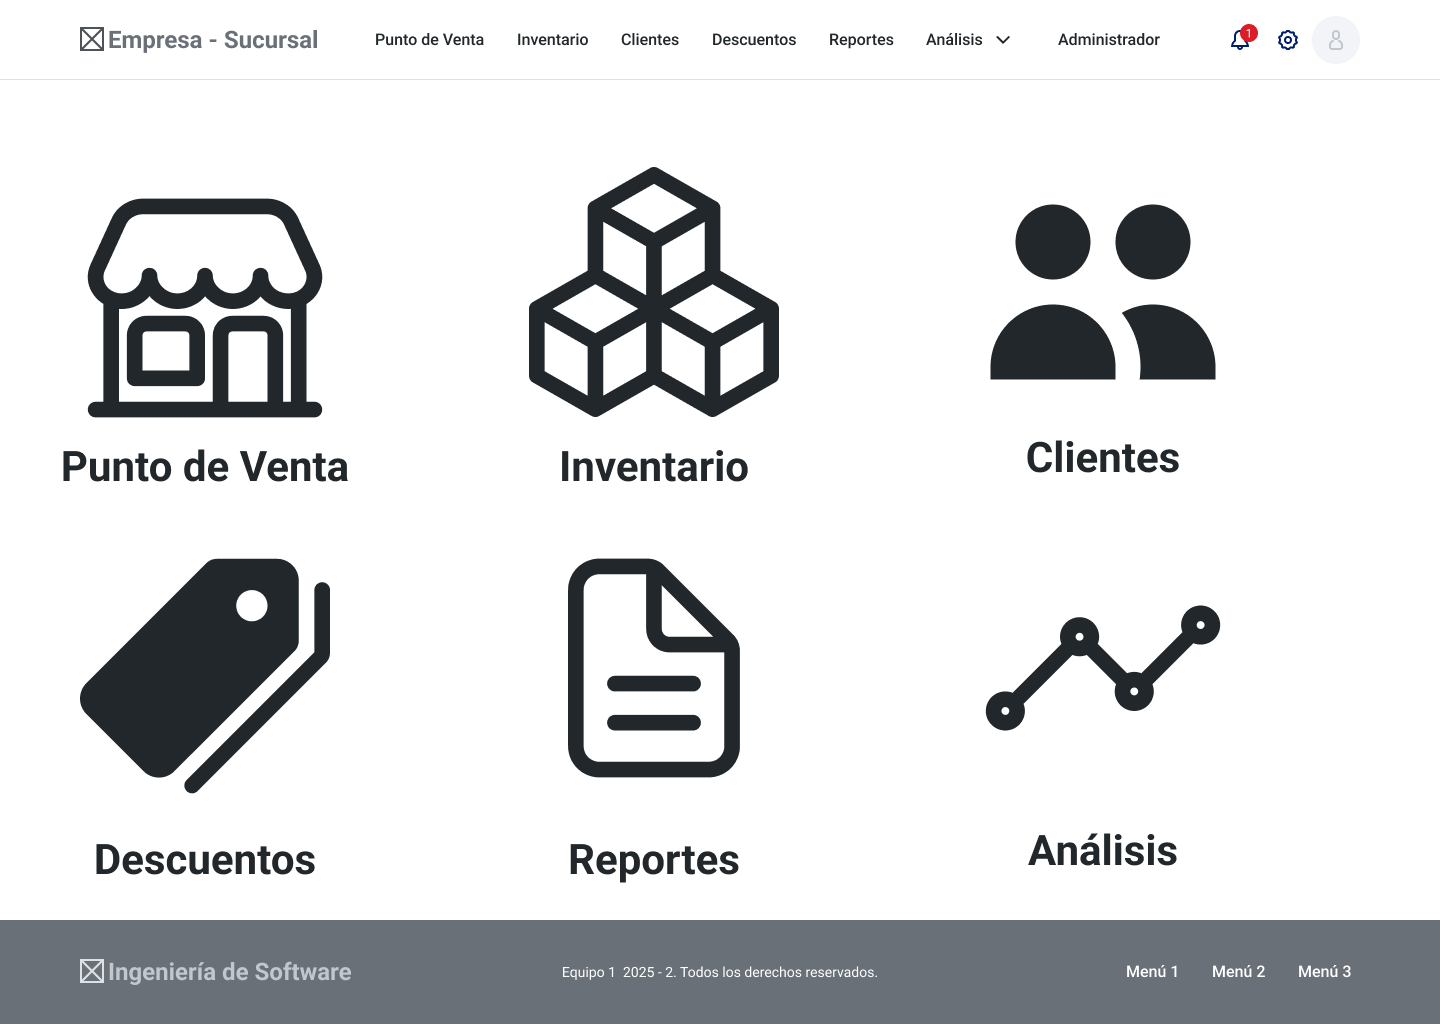 Empresa - Sucursal Punto de Venta Inventario Clientes Descuentos Reportes Análisis Administrador 1
Punto de Venta Inventario Clientes
Descuentos Reportes Análisis
Ingeniería de Software Equipo 1 2025 - 2. Todos los derechos reservados. Menú 1 Menú 2 Menú 3